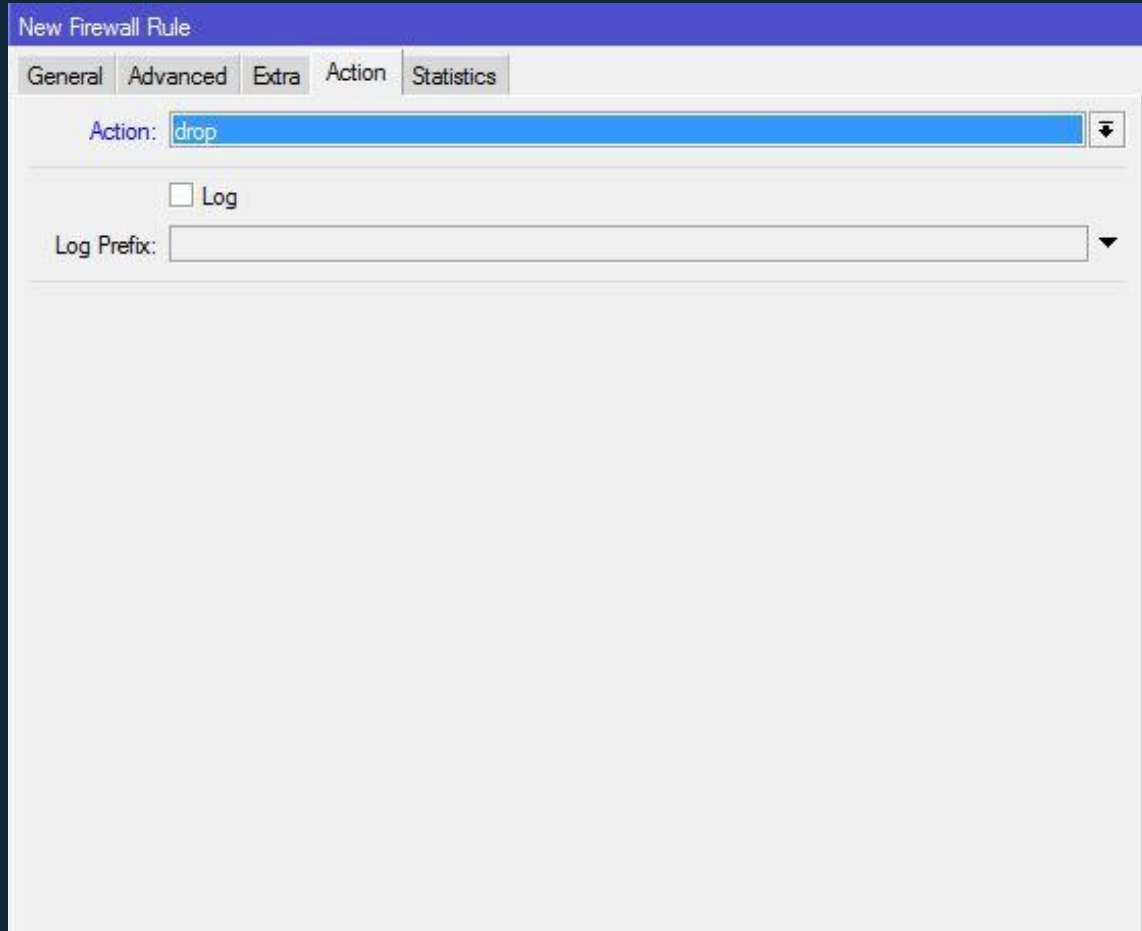 New Firewall Rule
General Advanced Extra Action Statistics
Action: drop
Log
Log Prefix: